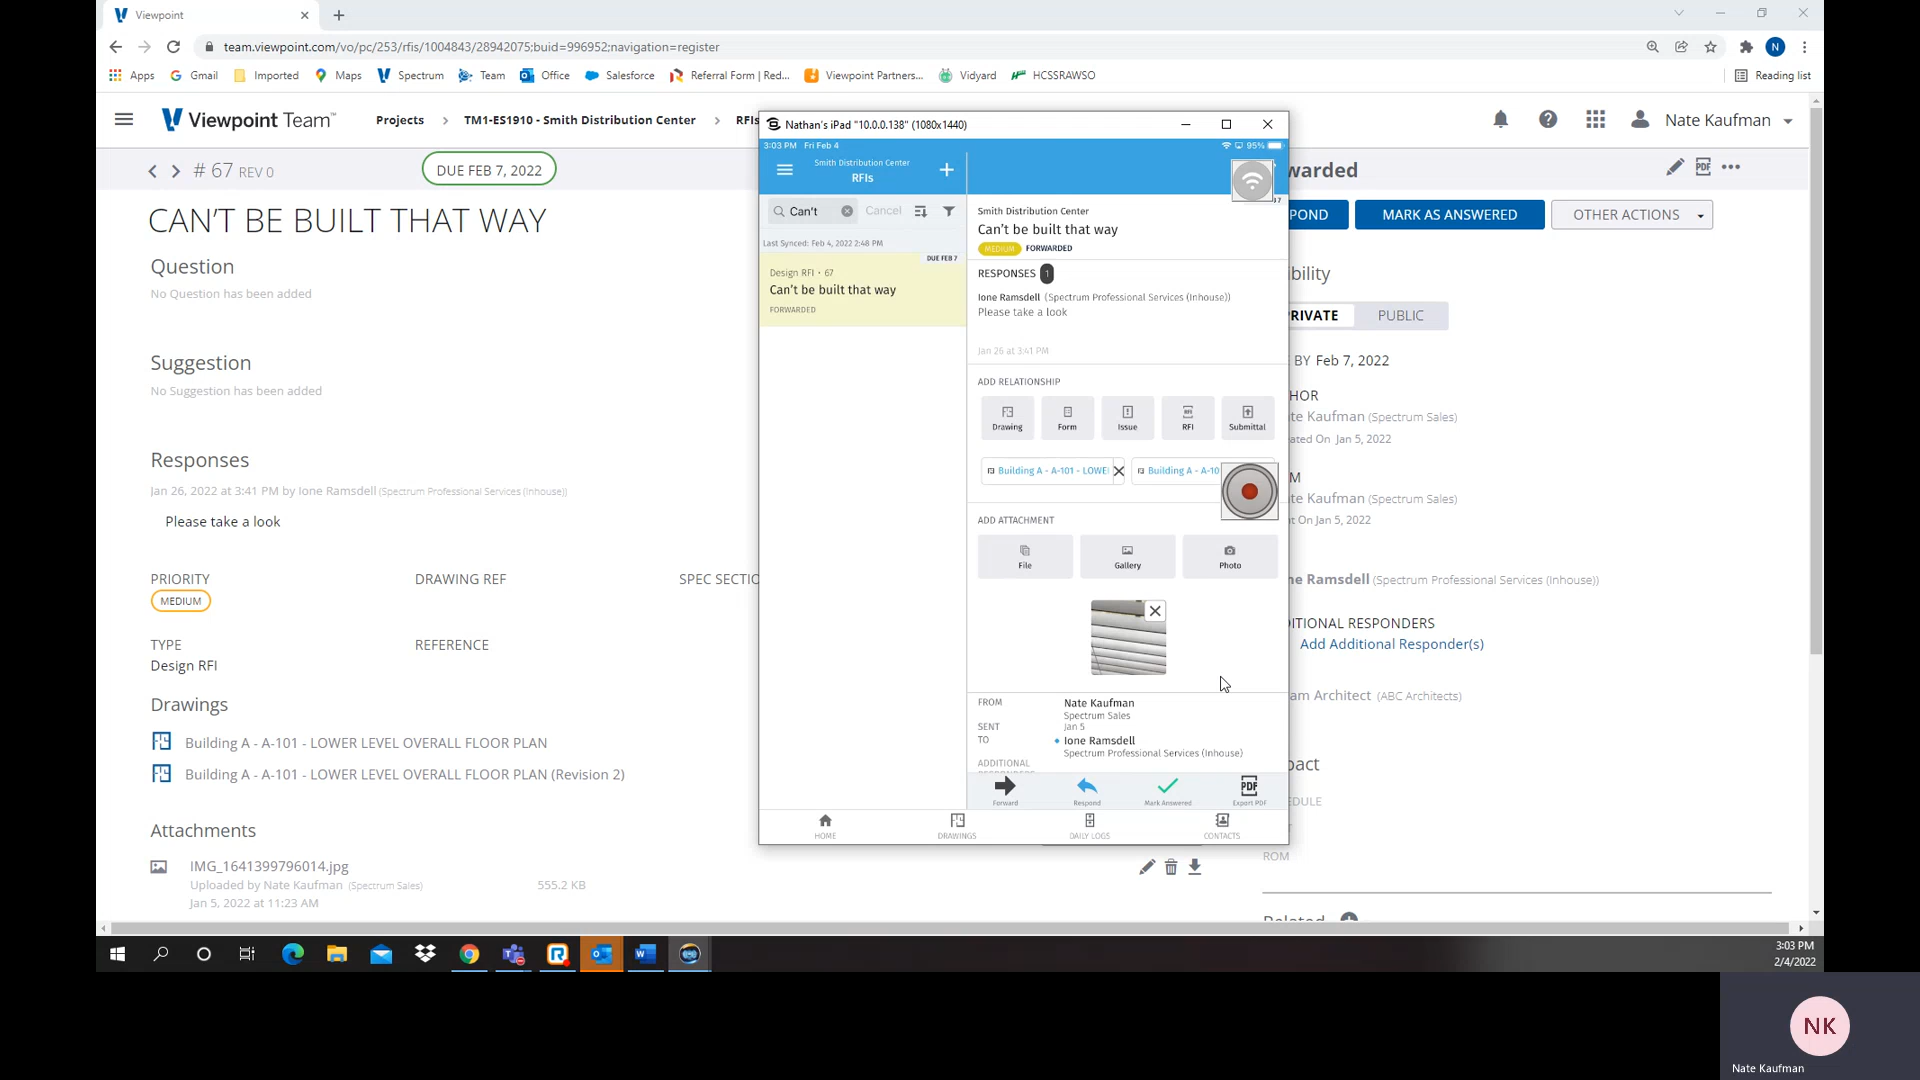 Viewpoint
team.viewpoint.com/vo/pc/253/rfis/1004843/28942075;buid=996952;navigation=register
N
Apps
Gmail
Imported
Maps
Spectrum
Team
Office
Salesforce
Referral Form | Red...
Viewpoint Partners...
Vidyard
HCSSRAWSO
Reading list
Viewpoint Team™
Projects
TM1-ES1910 - Smith Distribution Center
RFIs
Nate Kaufman
# 67 REV 0
DUE FEB 7, 2022
CAN'T BE BUILT THAT WAY
Question
No Question has been added
Suggestion
No Suggestion has been added
Responses
Jan 26, 2022 at 3:41 PM by Ione Ramsdell (Spectrum Professional Services (Inhouse))
Please take a look
PRIORITY
DRAWING REF
SPEC SECTIO
MEDIUM
TYPE
REFERENCE
Design RFI
Drawings
Building A - A-101 - LOWER LEVEL OVERALL FLOOR PLAN
Building A - A-101 - LOWER LEVEL OVERALL FLOOR PLAN (Revision 2)
Attachments
IMG_1641399796014.jpg
Uploaded by Nate Kaufman (Spectrum Sales)
555.2 KB
Jan 5, 2022 at 11:23 AM
Nathan's iPad "10.0.0.138" (1080x1440)
3:03 PM Fri Feb 4
95%
Smith Distribution Center
RFIs
Can't
Cancel
Last Synced: Feb 4, 2022 2:48 PM
DUE FEB 7
Design RFI • 67
Can't be built that way
FORWARDED
Smith Distribution Center
Can't be built that way
MEDIUM
FORWARDED
RESPONSES 1
Ione Ramsdell (Spectrum Professional Services (Inhouse))
Please take a look
Jan 26 at 3:41 PM
ADD RELATIONSHIP
Drawing
Form
Issue
RFI
Submittal
Building A - A-101 - LOWE
Building A - A-10
ADD ATTACHMENT
File
Gallery
Photo
FROM
Nate Kaufman
Spectrum Sales
SENT
Jan 5
TO
Ione Ramsdell
Spectrum Professional Services (Inhouse)
ADDITIONAL
Forward
Respond
Mark Answered
PDF
Export PDF
HOME
DRAWINGS
DAILY LOGS
CONTACTS
warded
PDF
POND
MARK AS ANSWERED
OTHER ACTIONS
bility
RIVATE
PUBLIC
BY Feb 7, 2022
HOR
te Kaufman (Spectrum Sales)
ated On Jan 5, 2022
M
te Kaufman (Spectrum Sales)
t On Jan 5, 2022
ne Ramsdell (Spectrum Professional Services (Inhouse))
ITIONAL RESPONDERS
Add Additional Responder(s)
am Architect (ABC Architects)
pact
EDULE
ROM
Related
3:03 PM
2/4/2022
NK
Nate Kaufman